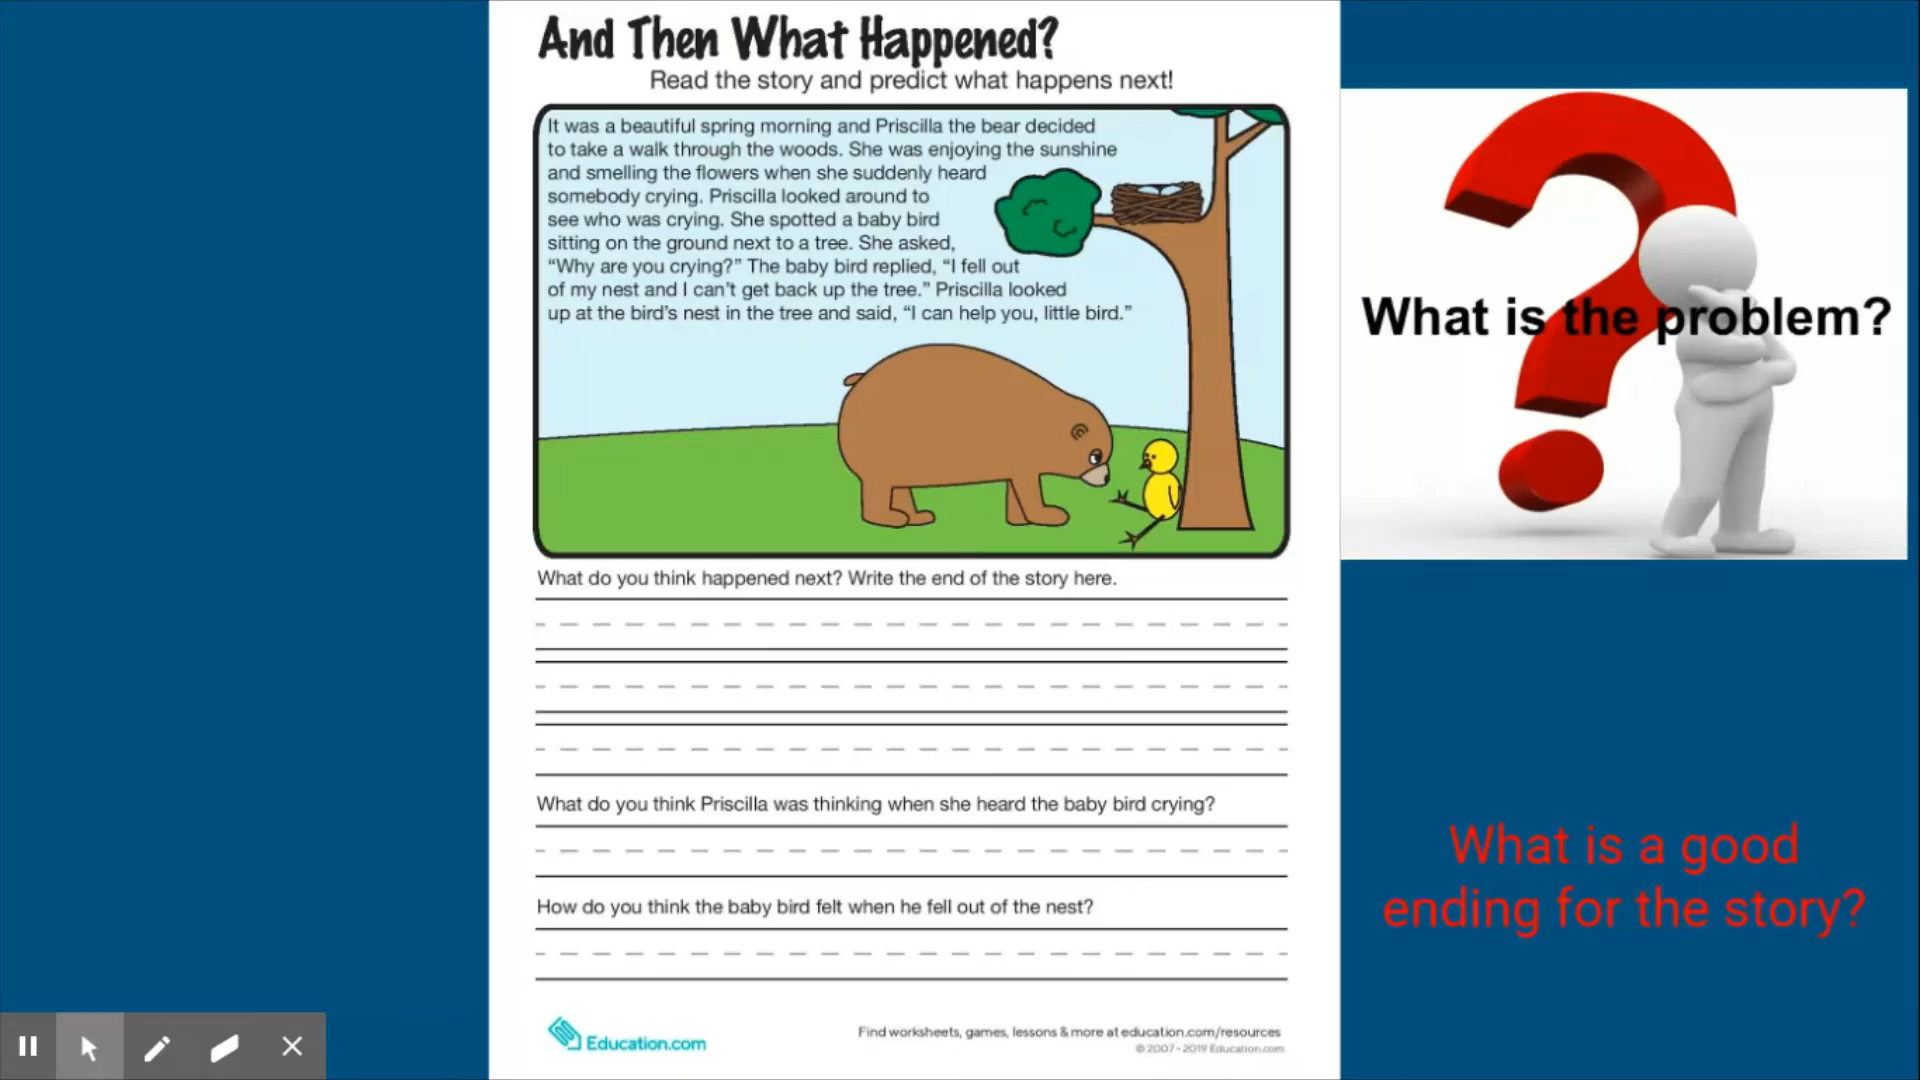 And Then What Happened?
Read the story and predict what happens next!
It was a beautiful spring morning and Priscilla the bear decided
to take a walk through the woods. She was enjoying the sunshine
and smelling the flowers when she suddenly heard
somebody crying. Priscilla looked around to
see who was crying. She spotted a baby bird
sitting on the ground next to a tree. She asked,
“Why are you crying?” The baby bird replied, “I fell out
of my nest and I can’t get back up the tree.” Priscilla looked
up at the bird’s nest in the tree and said, “I can help you, little bird.”
What do you think happened next? Write the end of the story here.
What do you think Priscilla was thinking when she heard the baby bird crying?
How do you think the baby bird felt when he fell out of the nest?
Education.com
Find worksheets, games, lessons & more at education.com/resources
© 2007 - 2019 Education.com
What is the problem?
What is a good
ending for the story?